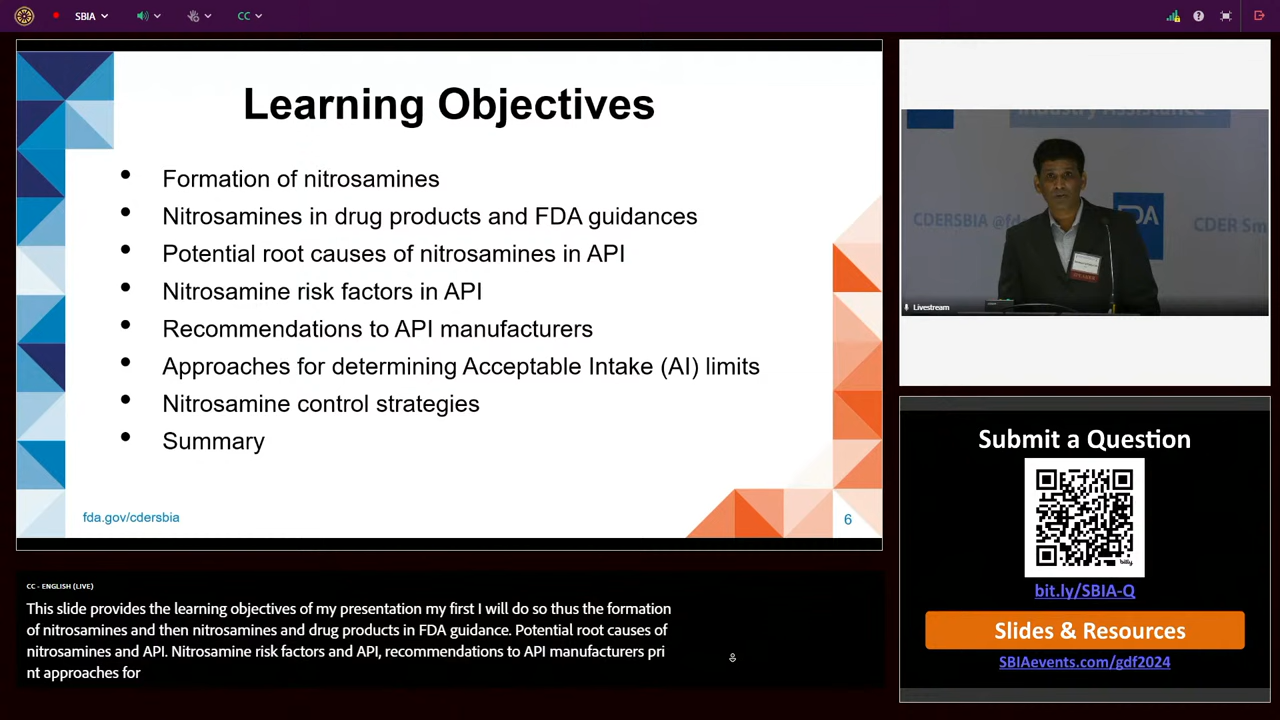 SBIA
CC
Learning Objectives
• Formation of nitrosamines
• Nitrosamines in drug products and FDA guidances
• Potential root causes of nitrosamines in API
• Nitrosamine risk factors in API
• Recommendations to API manufacturers
• Approaches for determining Acceptable Intake (AI) limits
• Nitrosamine control strategies
• Summary
fda.gov/cdersbia
6
CC - ENGLISH (LIVE)
This slide provides the learning objectives of my presentation my first I will do so thus the formation
of nitrosamines and then nitrosamines and drug products in FDA guidance. Potential root causes of
nitrosamines and API. Nitrosamine risk factors and API, recommendations to API manufacturers pri
nt approaches for
Industry Assistance
CDERSBIA @fd
DA
CDER Sm
Livestream
Submit a Question
bitly
bit.ly/SBIA-Q
Slides & Resources
SBIAevents.com/gdf2024